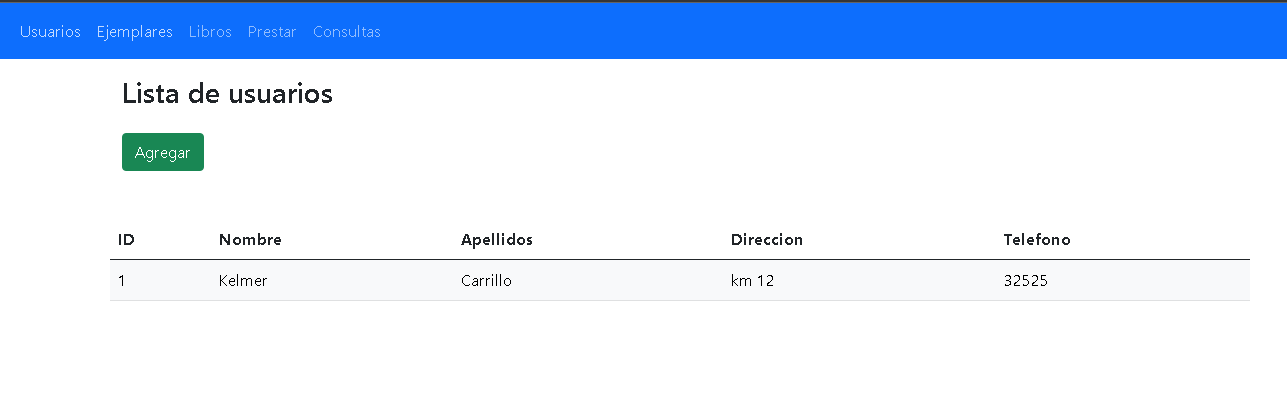 Usuarios Ejemplares Libros Prestar Consultas
Lista de usuarios
Agregar
ID Nombre Apellidos Direccion Telefono
1 Kelmer Carrillo km 12 32525